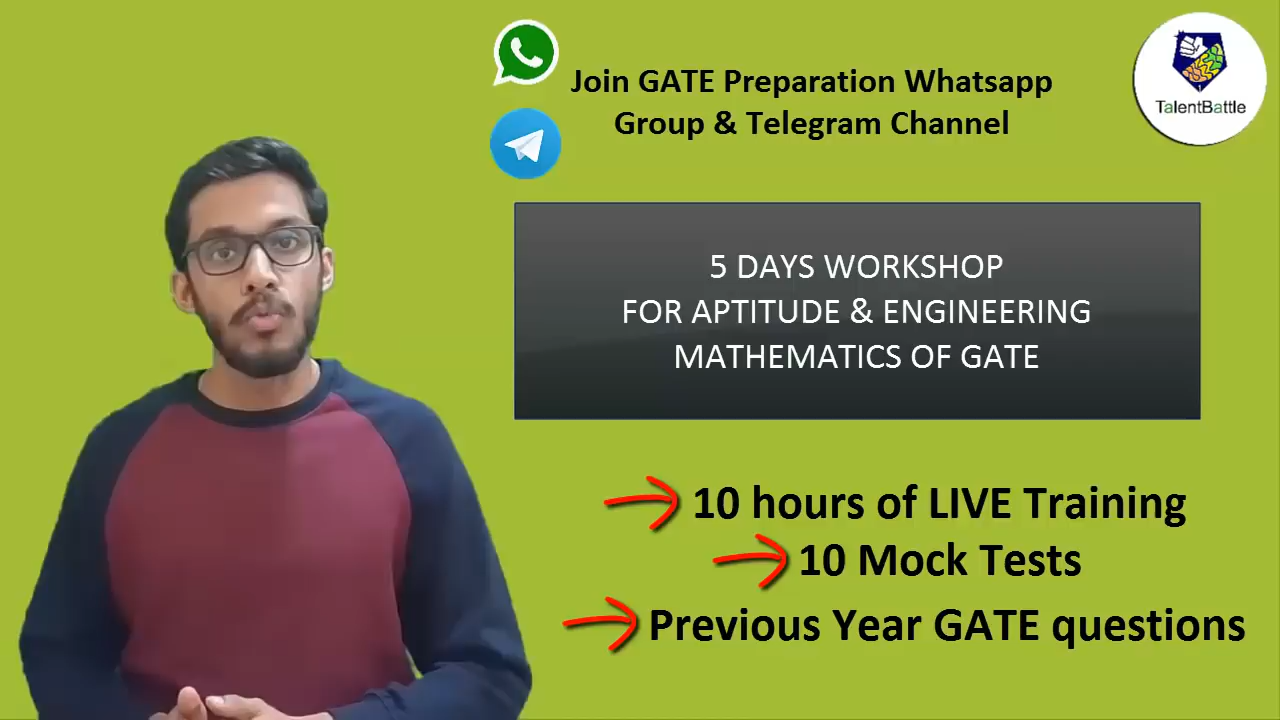 Join GATE Preparation Whatsapp
Group & Telegram Channel
TalentBattle
5 DAYS WORKSHOP
FOR APTITUDE & ENGINEERING
MATHEMATICS OF GATE
10 hours of LIVE Training
10 Mock Tests
Previous Year GATE questions